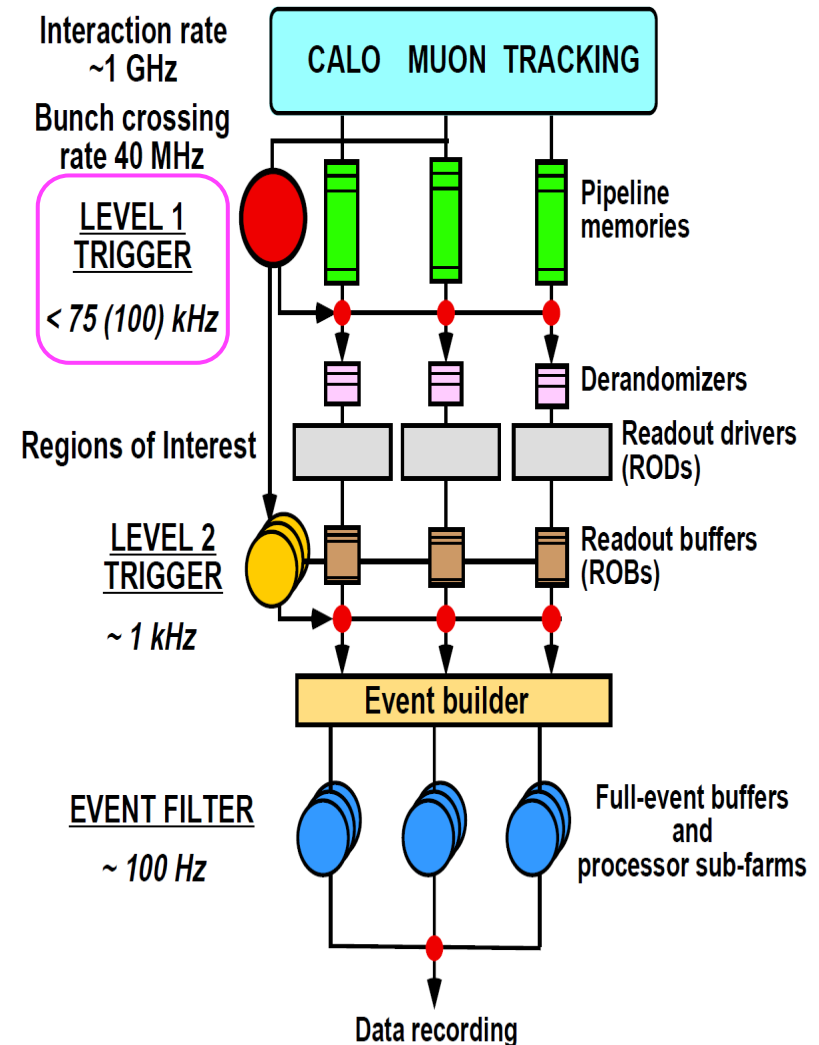 Interaction rate
~1 GHz
CALO MUON TRACKING
Bunch crossing
rate 40 MHz
LEVEL 1
TRIGGER
< 75 (100) kHz
Pipeline
memories
Derandomizers
Regions of Interest
Readout drivers
(RODs)
LEVEL 2
TRIGGER
~ 1 kHz
Readout buffers
(ROBs)
Event builder
EVENT FILTER
~ 100 Hz
Full-event buffers
and
processor sub-farms
Data recording